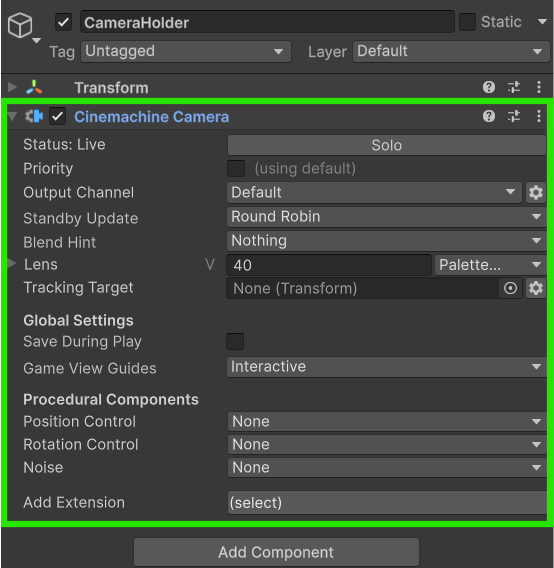 CameraHolder Static
Tag Untagged Layer Default
Transform
Cinemachine Camera
Status: Live Solo
Priority (using default)
Output Channel Default
Standby Update Round Robin
Blend Hint Nothing
Lens V 40 Palette...
Tracking Target None (Transform)
Global Settings
Save During Play
Game View Guides Interactive
Procedural Components
Position Control None
Rotation Control None
Noise None
Add Extension (select)
Add Component